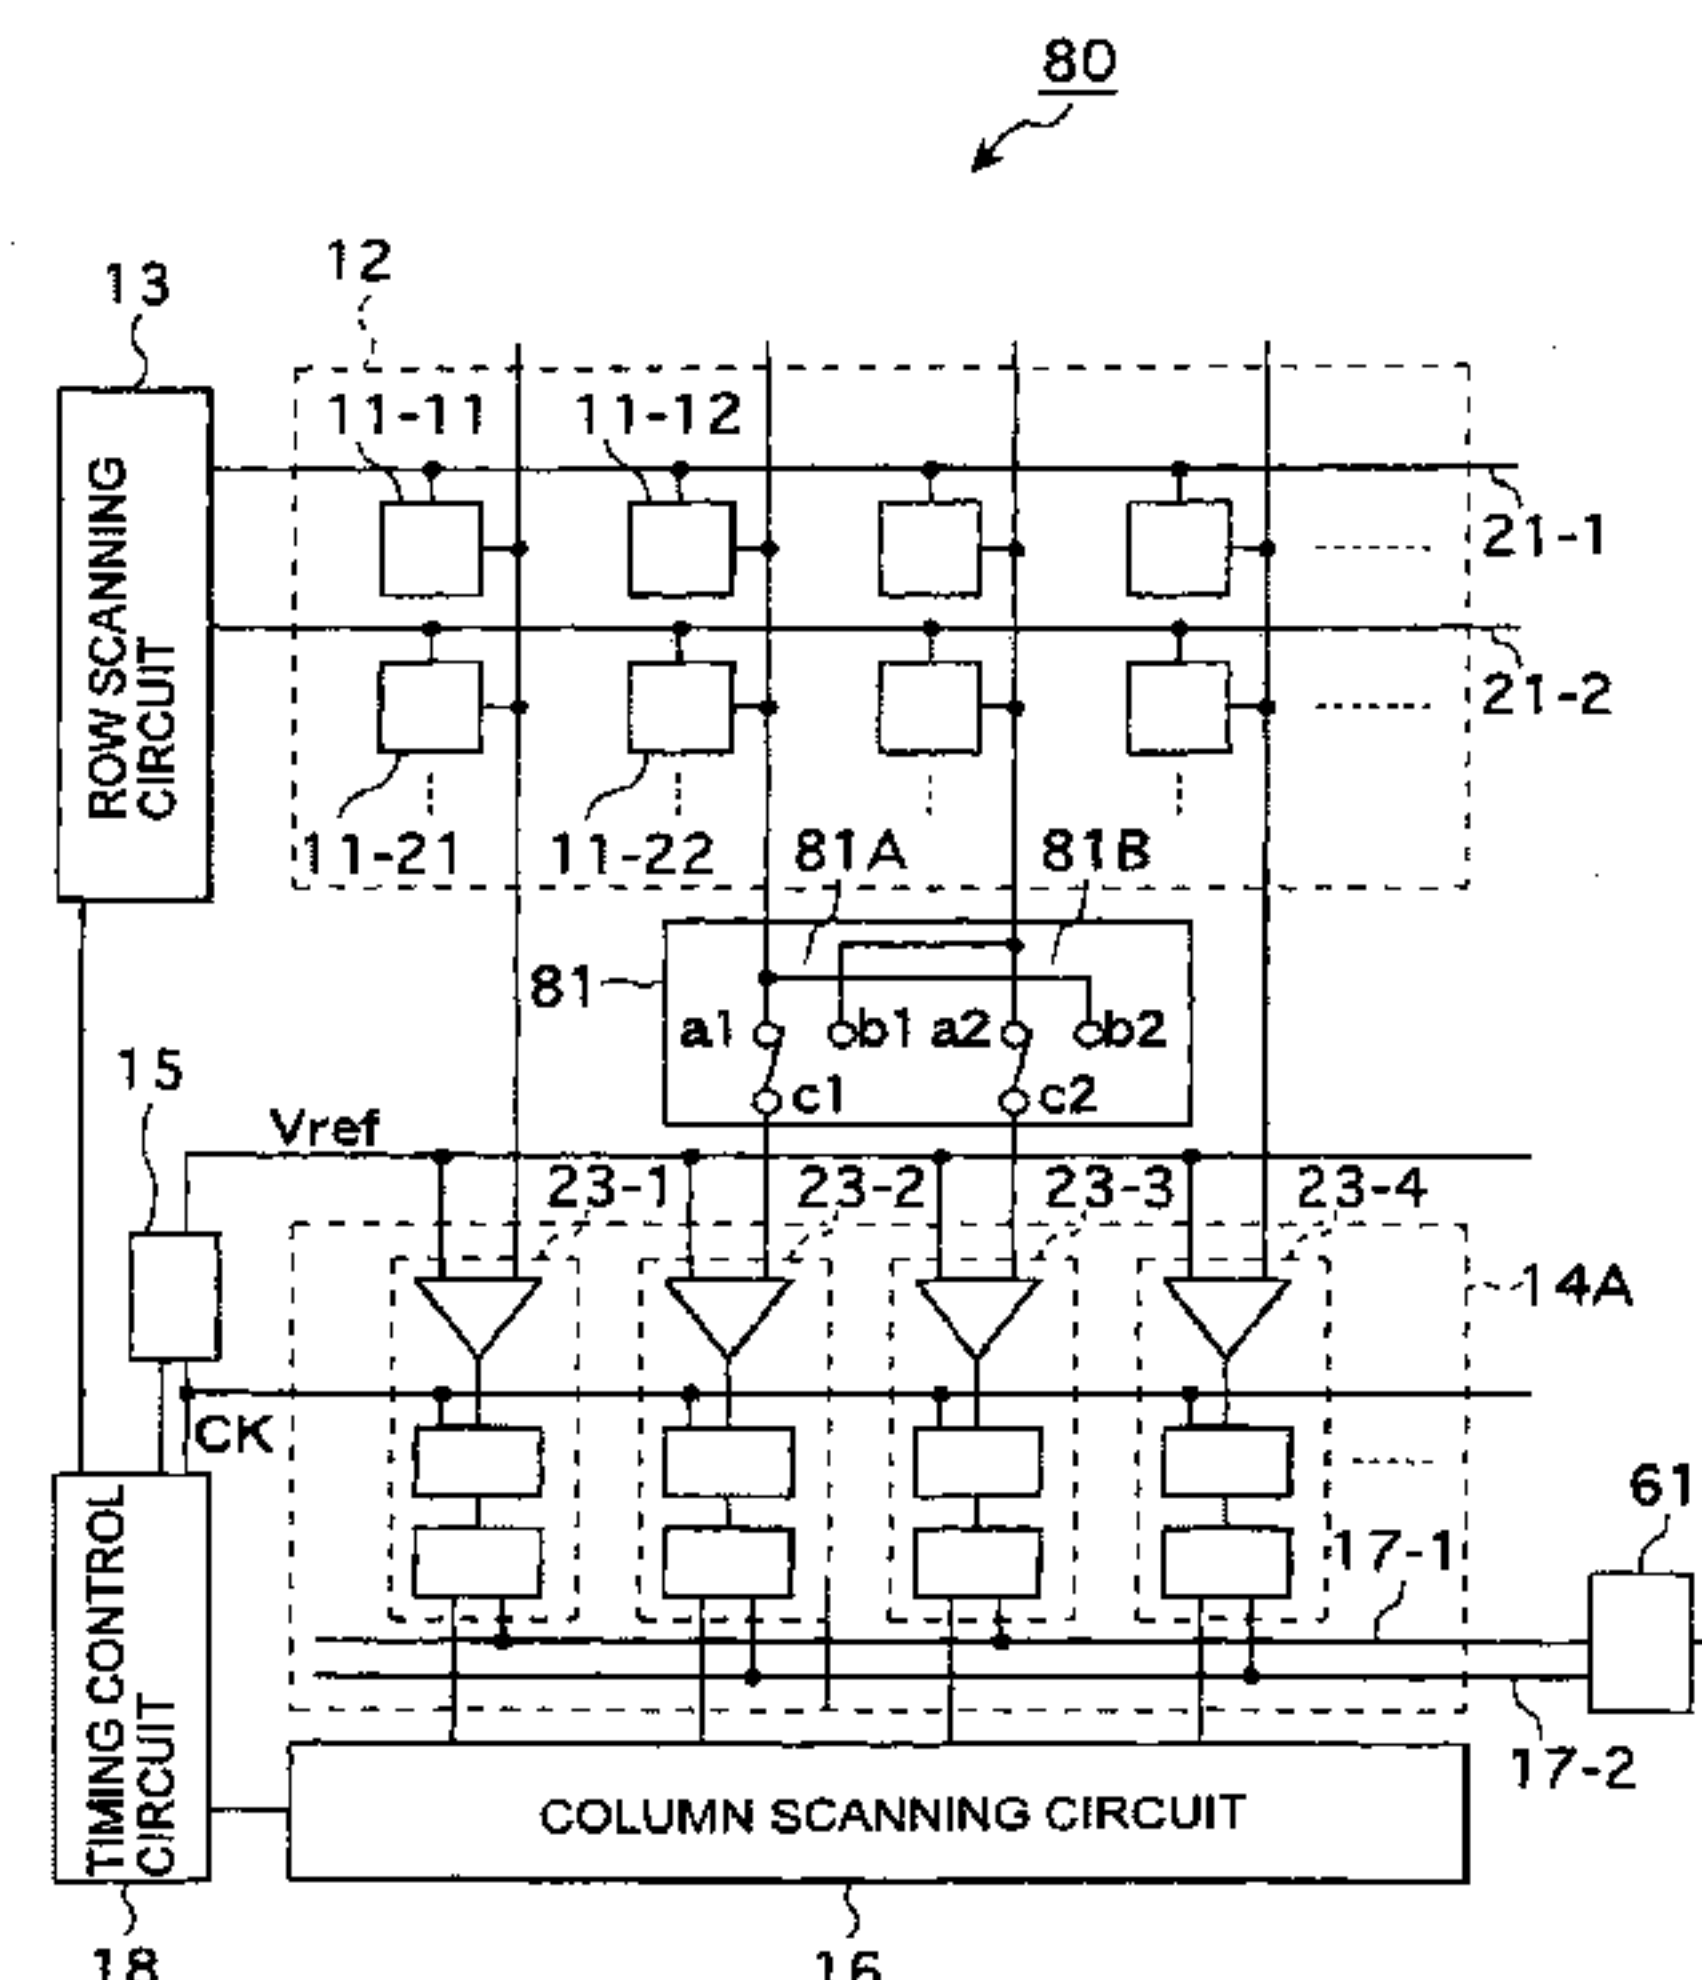 80
12
13
11-11
11-12
21-1
21-2
ROW SCANNING
CIRCUIT
11-21
11-22
81A
81B
81
a1
b1
a2
b2
c1
c2
15
Vref
23-1
23-2
23-3
23-4
14A
CK
61
17-1
17-2
TIMING CONTROL
CIRCUIT
COLUMN SCANNING CIRCUIT
18
16